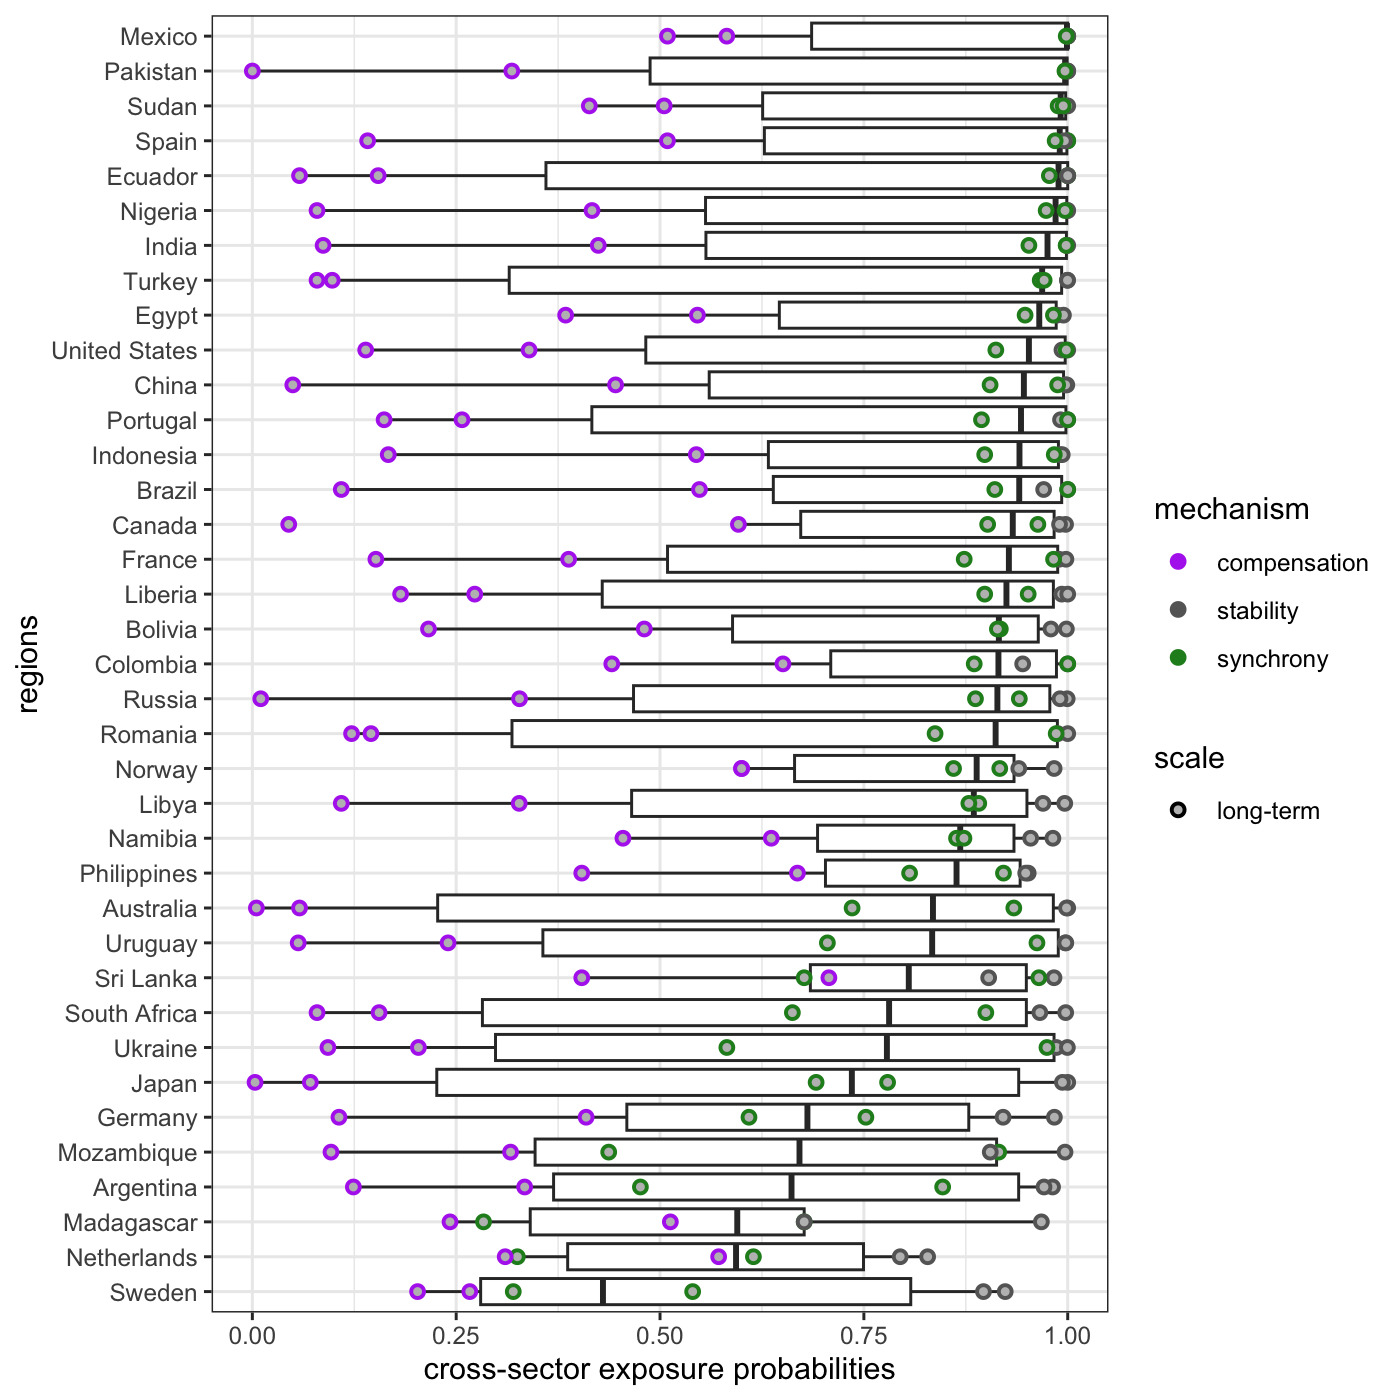 Mexico
Pakistan
Sudan
Spain
Ecuador
Nigeria
India
Turkey
Egypt
United States
China
Portugal
Indonesia
Brazil
Canada
France
Liberia
Bolivia
Colombia
Russia
Romania
Norway
Libya
Namibia
Philippines
Australia
Uruguay
Sri Lanka
South Africa
Ukraine
Japan
Germany
Mozambique
Argentina
Madagascar
Netherlands
Sweden
regions
0.00 0.25 0.50 0.75 1.00
cross-sector exposure probabilities
mechanism
compensation
stability
synchrony
scale
long-term